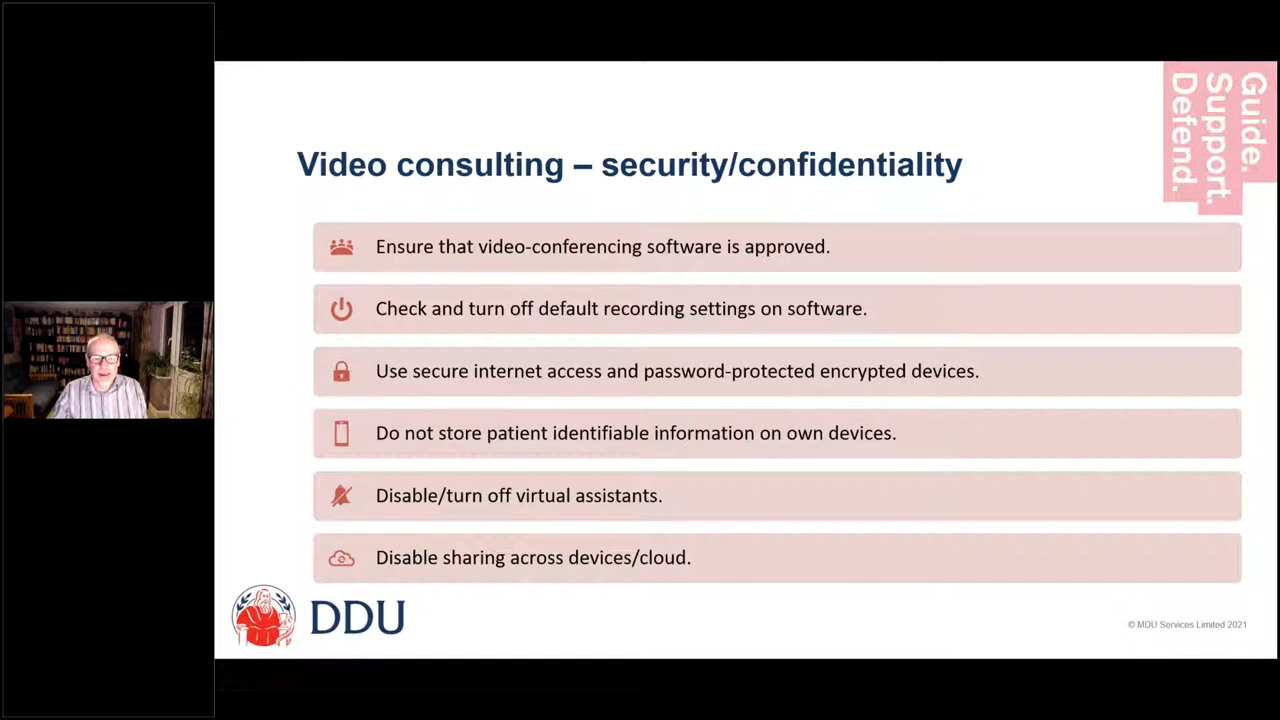 Guide.
Support.
Defend.
Video consulting – security/confidentiality
Ensure that video-conferencing software is approved.
Check and turn off default recording settings on software.
Use secure internet access and password-protected encrypted devices.
Do not store patient identifiable information on own devices.
Disable/turn off virtual assistants.
Disable sharing across devices/cloud.
DDU
© MDU Services Limited 2021